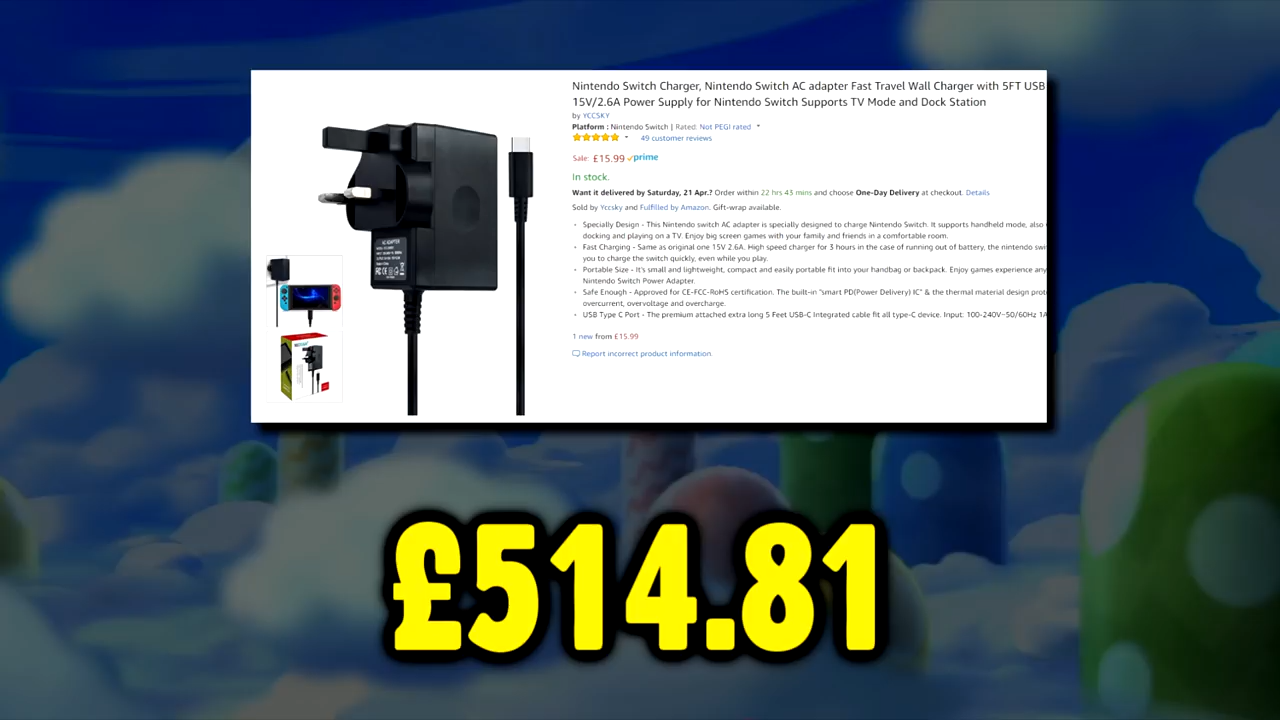 Nintendo Switch Charger, Nintendo Switch AC adapter Fast Travel Wall Charger with 5FT USB
15V/2.6A Power Supply for Nintendo Switch Supports TV Mode and Dock Station
by YCCSKY
Platform : Nintendo Switch | Rated: Not PEGI rated
49 customer reviews
Sale: £15.99 prime
In stock.
Want it delivered by Saturday, 21 Apr.? Order within 22 hrs 43 mins and choose One-Day Delivery at checkout. Details
Sold by Yccsky and Fulfilled by Amazon. Gift-wrap available.
Specially Design - This Nintendo switch AC adapter is specially designed to charge Nintendo Switch. It supports handheld mode, also
docking and playing on a TV. Enjoy big screen games with your family and friends in a comfortable room.
Fast Charging - Same as original one 15V 2.6A. High speed charger for 3 hours in the case of running out of battery, the nintendo swi
you to charge the switch quickly, even while you play.
Portable Size - It's small and lightweight, compact and easily portable fit into your handbag or backpack. Enjoy games experience any
Nintendo Switch Power Adapter.
Safe Enough - Approved for CE-FCC-RoHS certification. The built-in "smart PD(Power Delivery) IC" & the thermal material design prot
overcurrent, overvoltage and overcharge.
USB Type C Port - The premium attached extra long 5 Feet USB-C Integrated cable fit all type-C device. Input: 100-240V~50/60Hz 1A
1 new from £15.99
Report incorrect product information
AC ADAPTER
£514.81